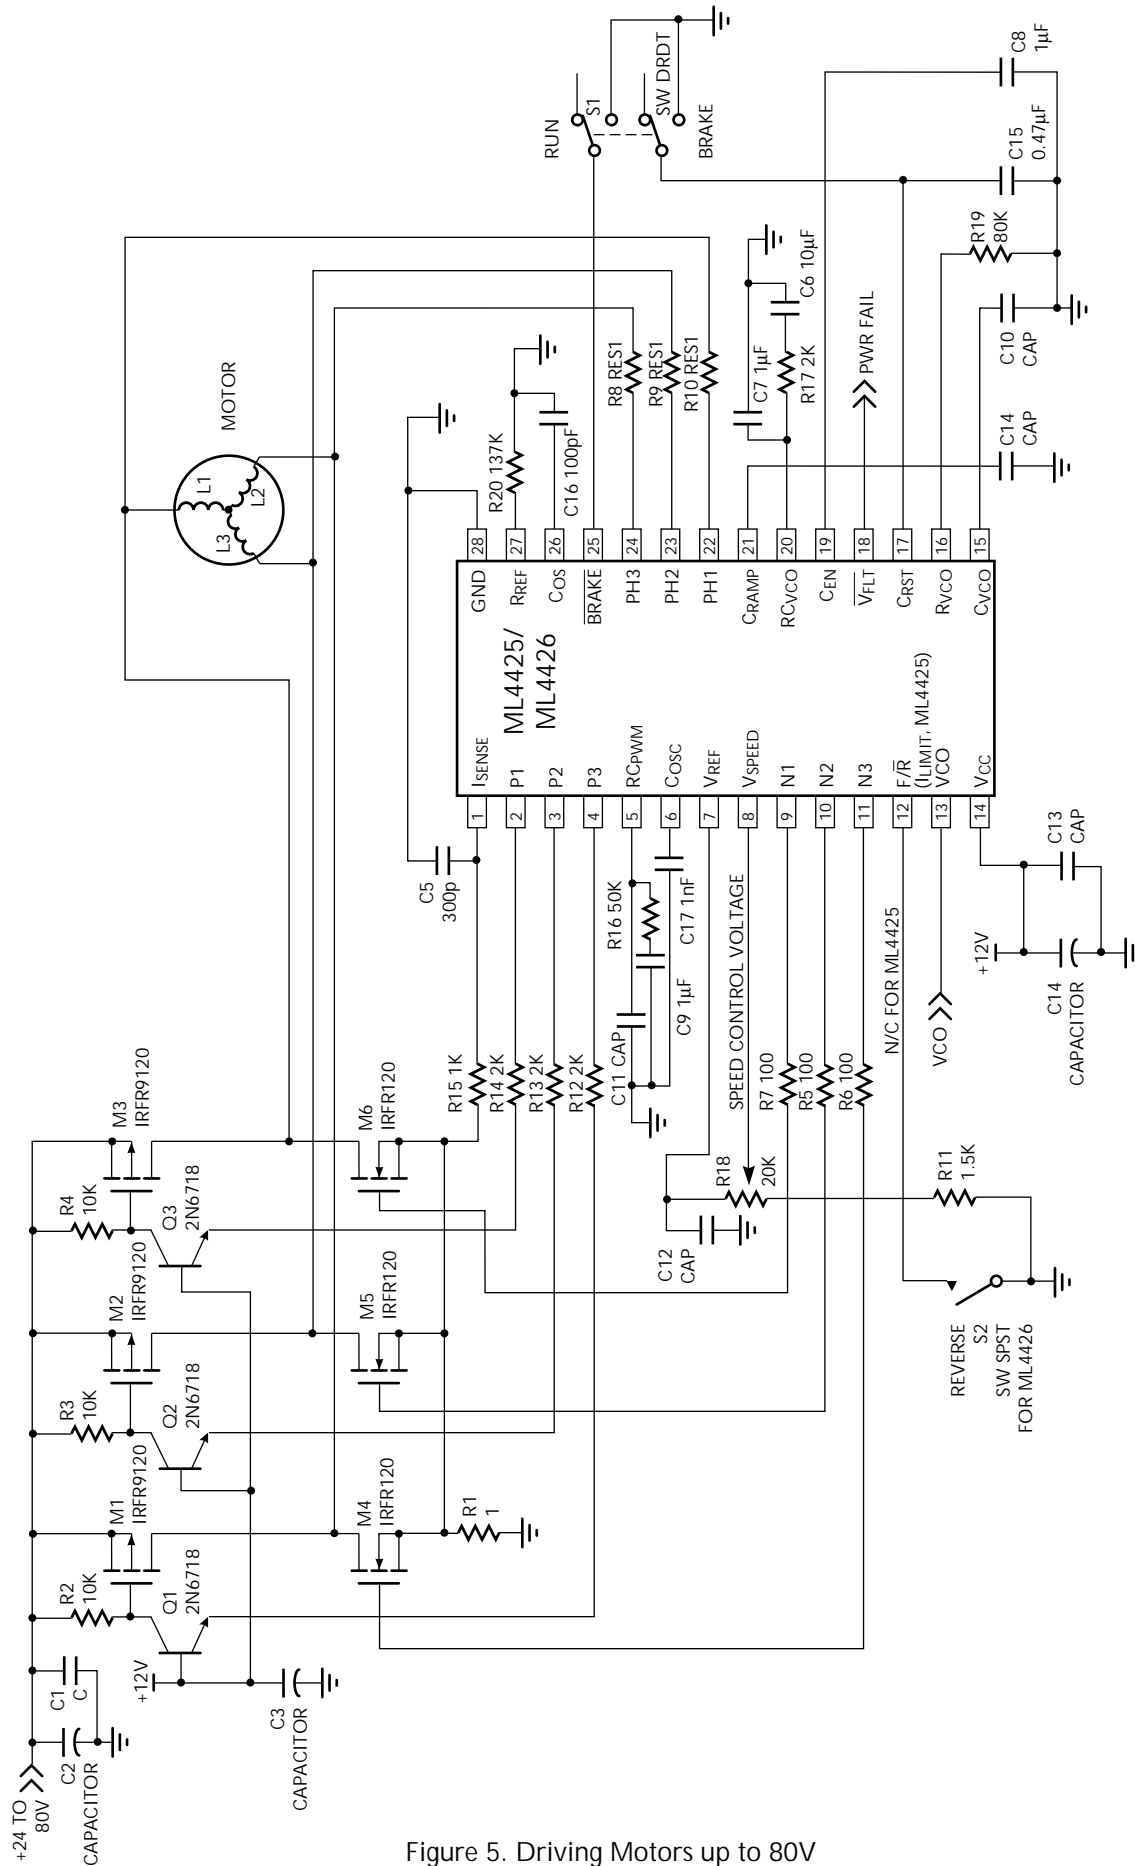 +24 TO
80V
C2
CAPACITOR
C1
C
+12V
C3
CAPACITOR
R2
10K
Q1
2N6718
M1
IRFR9120
M4
IRFR120
R1
1
R3
10K
Q2
2N6718
M2
IRFR9120
M5
IRFR120
R4
10K
Q3
2N6718
M3
IRFR9120
M6
IRFR120
R15 1K
R14 2K
R13 2K
R12 2K
C11 CAP
C9 1µF
R16 50K
C17 1nF
C5
300p
SPEED CONTROL VOLTAGE
R7 100
R5 100
R6 100
C12
CAP
R18
20K
R11
1.5K
REVERSE
S2
SW SPST
FOR ML4426
N/C FOR ML4425
VCO
+12V
C14
CAPACITOR
C13
CAP
ML4425/
ML4426
1
ISENSE
2
P1
3
P2
4
P3
5
RCPWM
6
COSC
7
VREF
8
VSPEED
9
N1
10
N2
11
N3
12
F/R
(ILIMIT, ML4425)
13
VCO
14
VCC
28
GND
27
RREF
26
COS
25
BRAKE
24
PH3
23
PH2
22
PH1
21
CRAMP
20
RCVCO
19
CEN
18
VFLT
17
CRST
16
RVCO
15
CVCO
MOTOR
L1
L2
L3
R20 137K
C16 100pF
R8 RES1
R9 RES1
R10 RES1
C7 1µF
R17 2K
C6 10µF
PWR FAIL
C14
CAP
C10
CAP
R19
80K
C15
0.47µF
C8
1µF
RUN
S1
SW DRDT
BRAKE
Figure 5. Driving Motors up to 80V